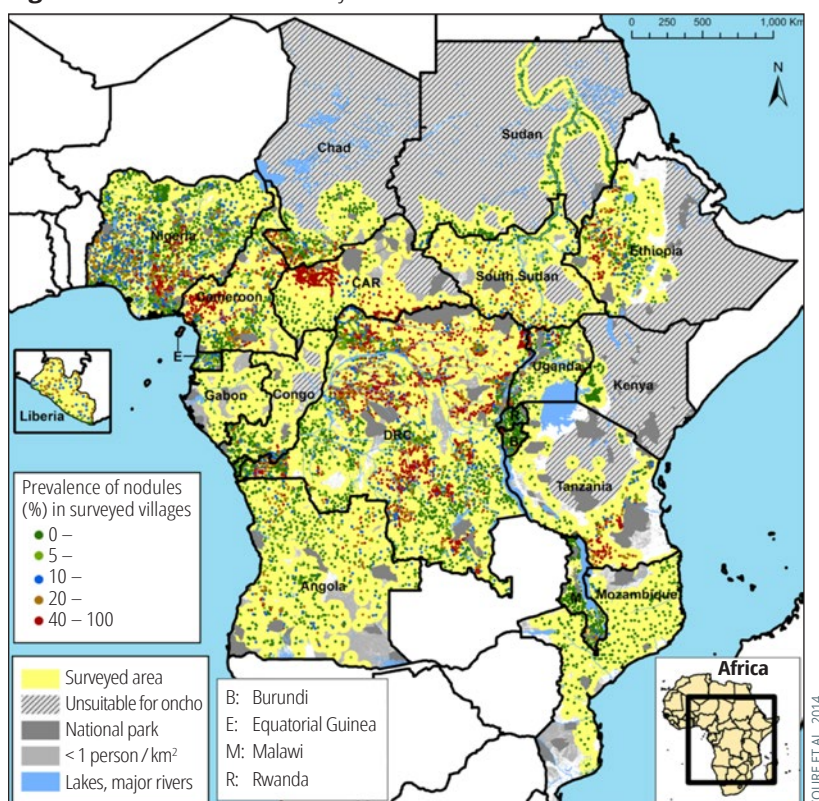 0 250 500 1,000 Km
N
Chad
Sudan
Nigeria
Ethiopia
CAR
South Sudan
Cameroon
E
Uganda
Kenya
Gabon
Congo
Liberia
DRC
R
B
Tanzania
Prevalence of nodules
(%) in surveyed villages
0 –
5 –
10 –
20 –
40 – 100
Angola
M
Mozambique
Surveyed area
Unsuitable for oncho
National park
< 1 person / km²
Lakes, major rivers
B: Burundi
E: Equatorial Guinea
M: Malawi
R: Rwanda
Africa